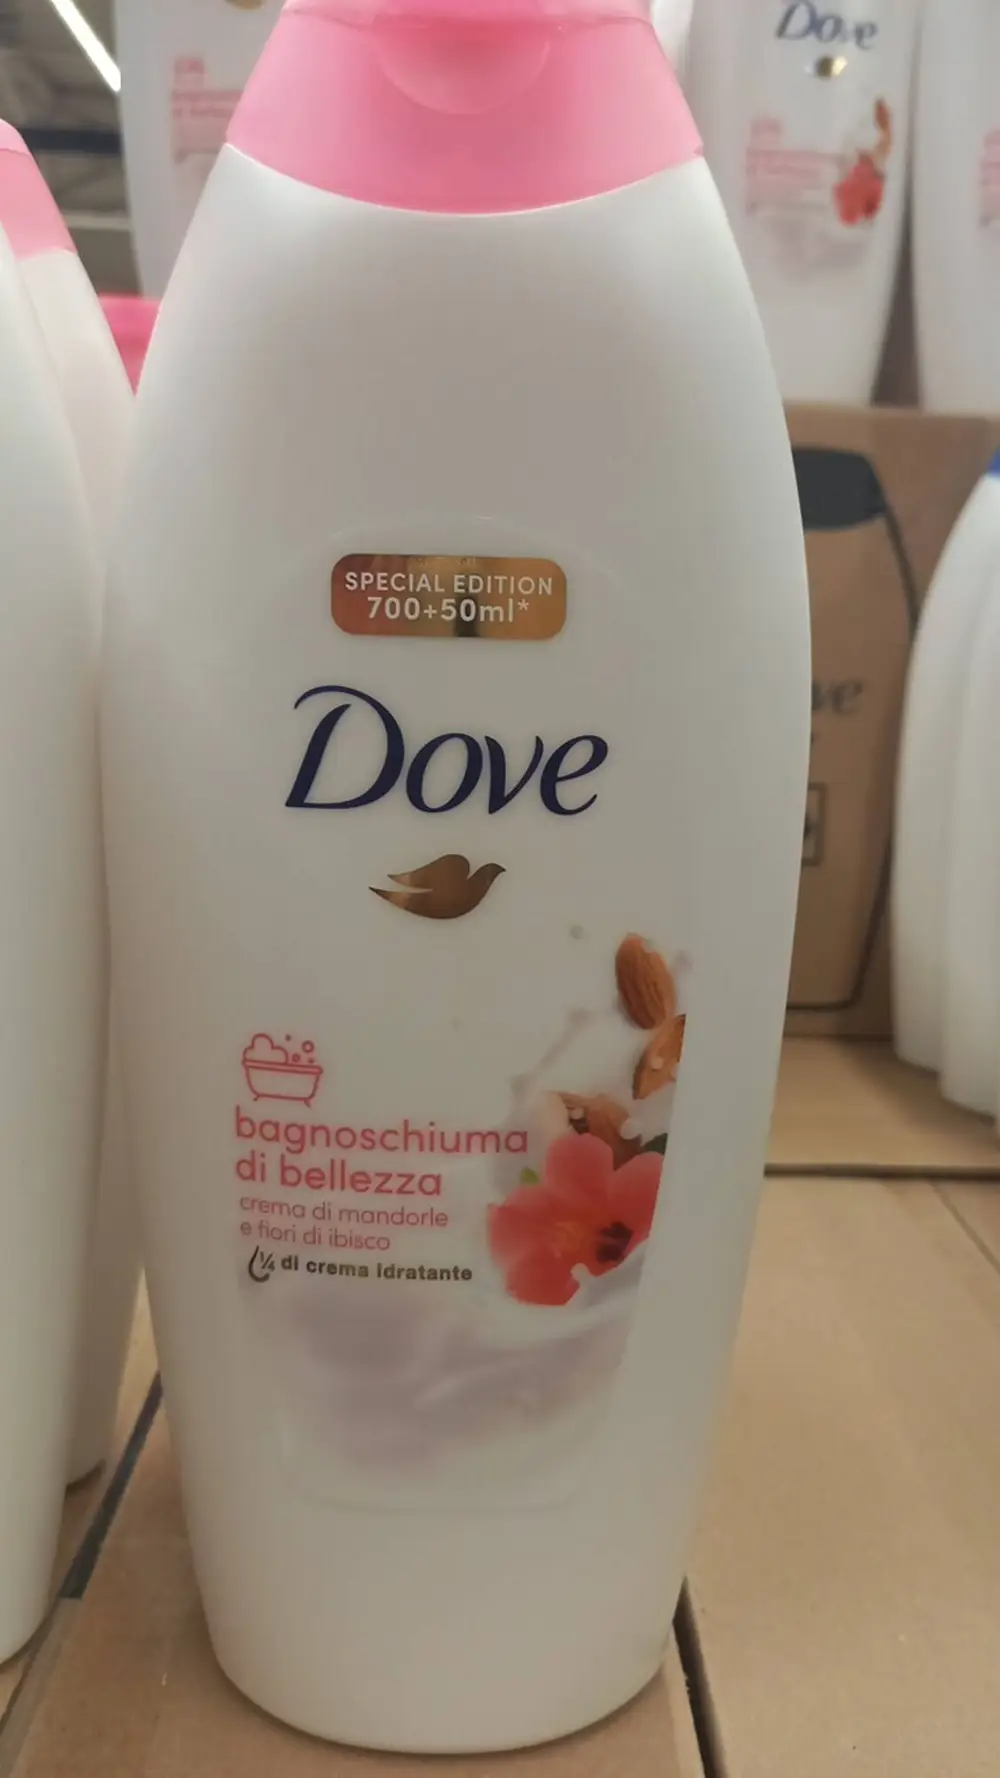 Dove
SPECIAL EDITION
700+50ml*
Dove
bagnoschiuma
di bellezza
crema di mandorle
e fiori di ibisco
¼ di crema idratante